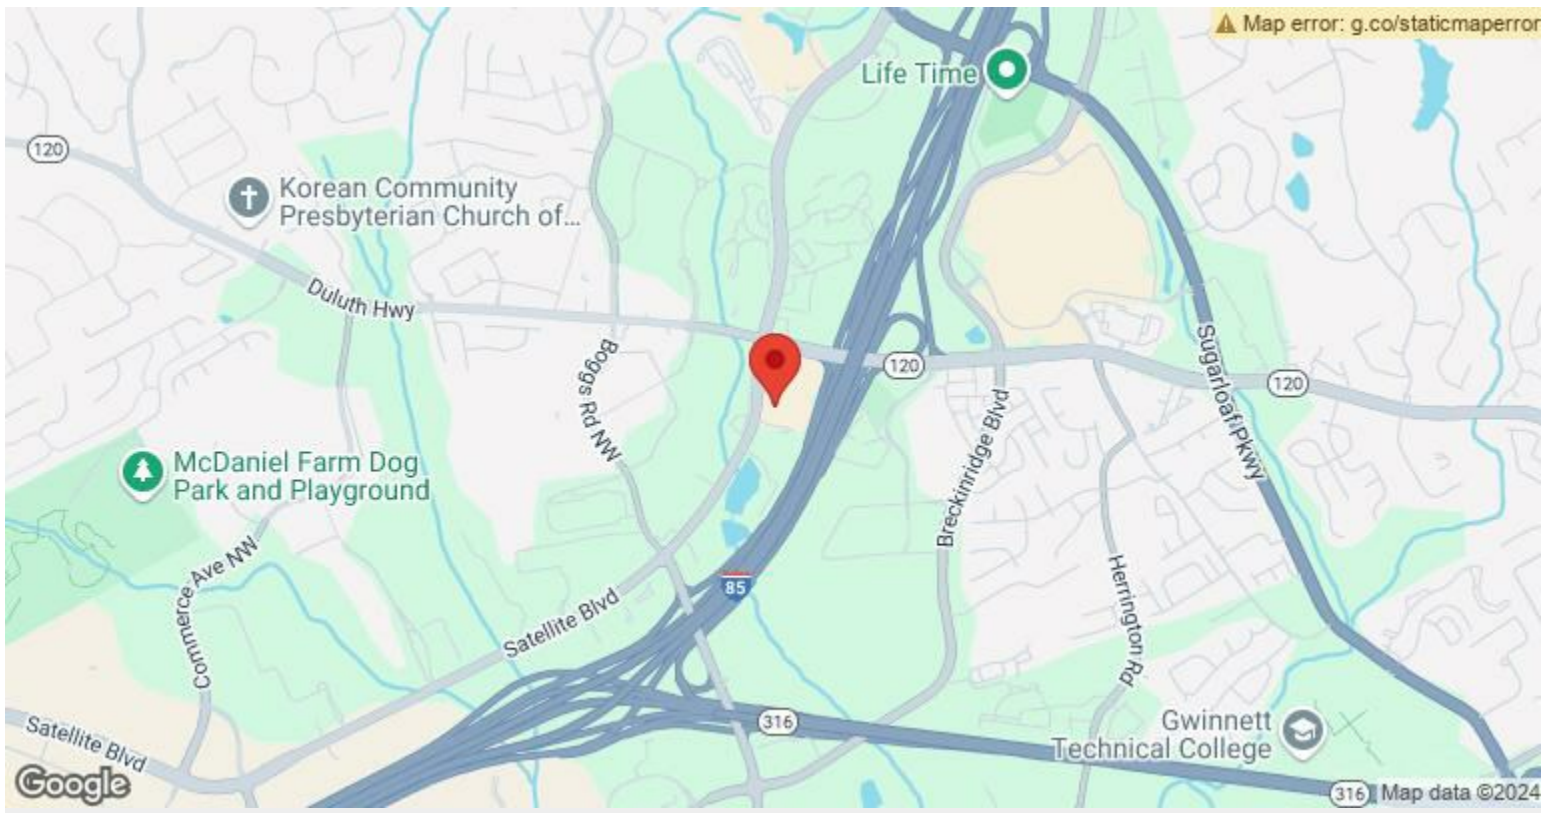 Map error: g.co/staticmaperror
Life Time
120
Korean Community
Presbyterian Church of...
Duluth Hwy
Boggs Rd NW
120
Sugarloaf Pkwy
120
Breckinridge Blvd
McDaniel Farm Dog
Park and Playground
Commerce Ave NW
85
Satellite Blvd
Herrington Rd
316
Gwinnett
Technical College
Satellite Blvd
Google
316
Map data ©2024